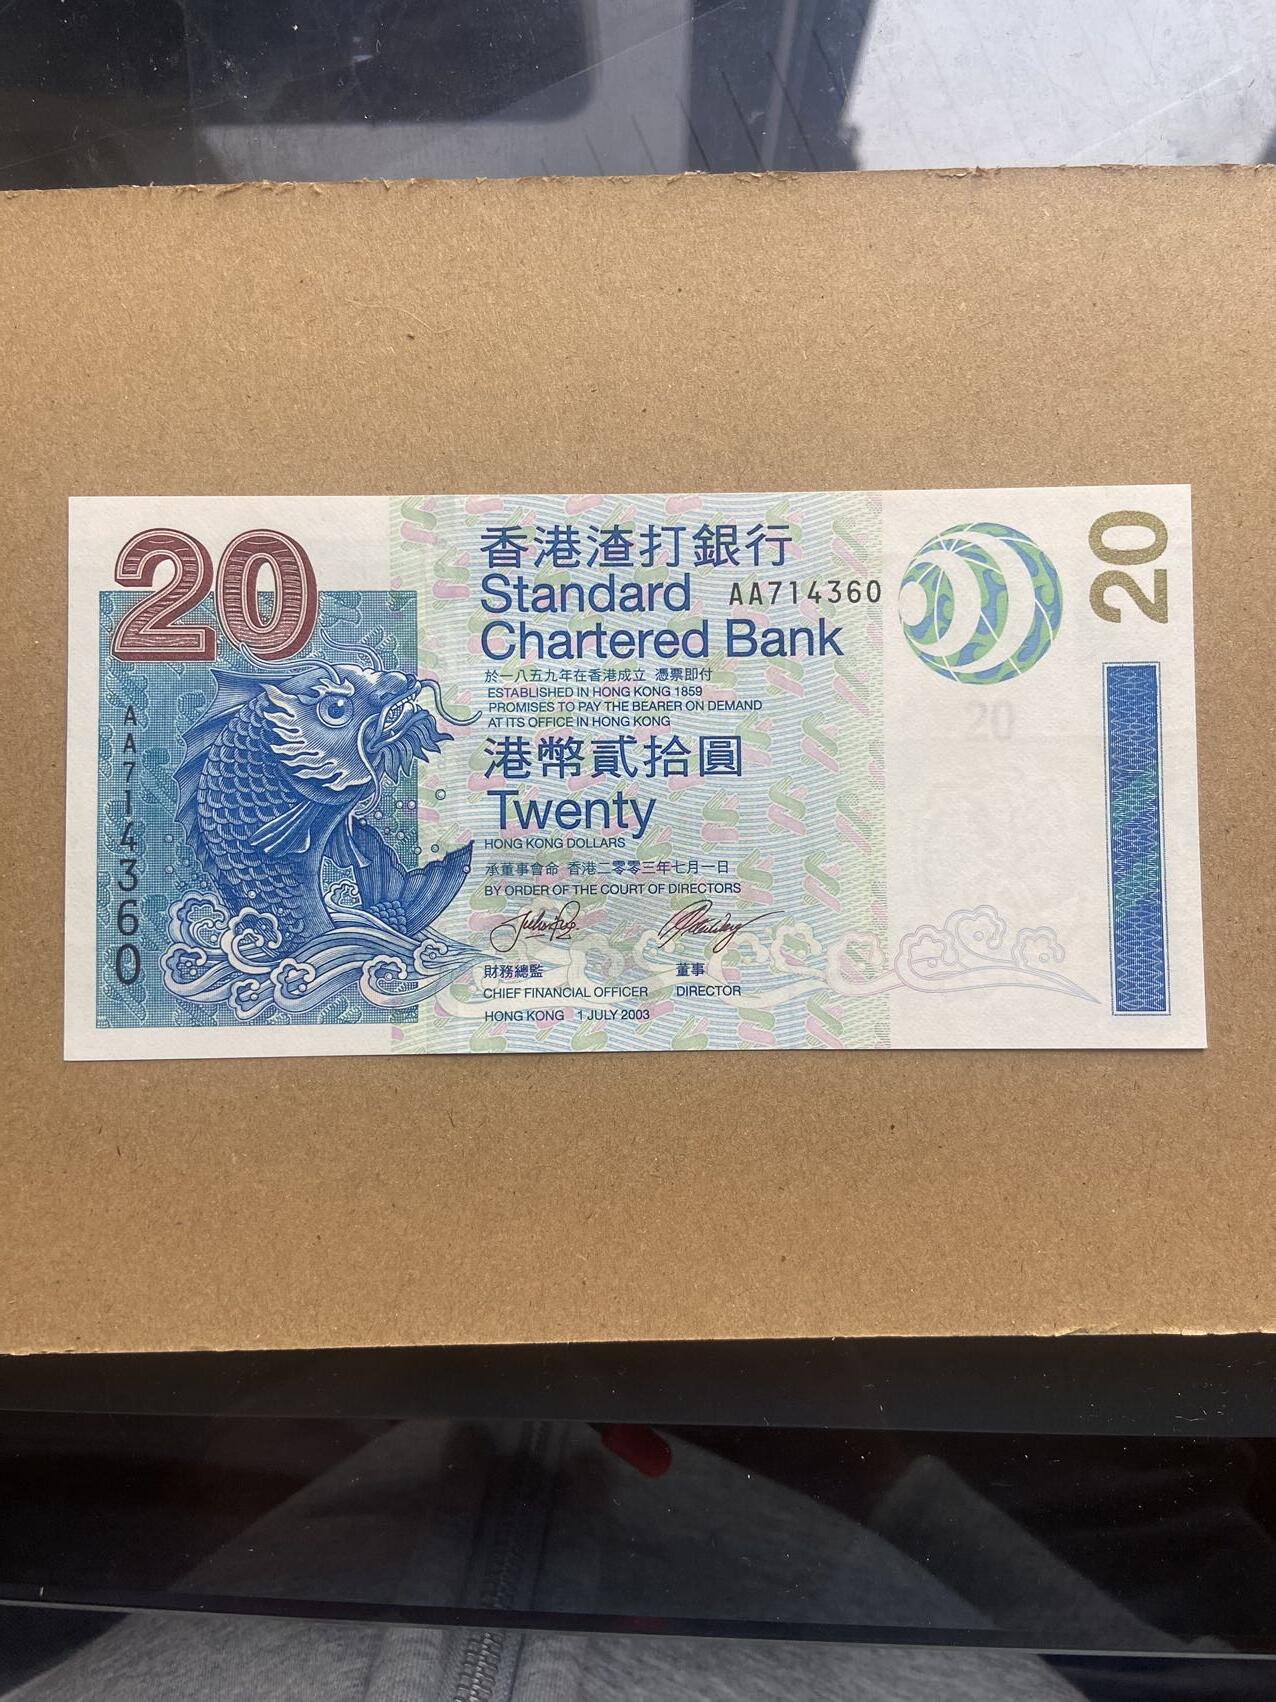 20
香港渣打銀行
Standard
Chartered Bank
AA714360
20
於一八五九年在香港成立 憑票即付
ESTABLISHED IN HONG KONG 1859
PROMISES TO PAY THE BEARER ON DEMAND
AT ITS OFFICE IN HONG KONG
20
港幣貳拾圓
Twenty
HONG KONG DOLLARS
承董事會命 香港二零零三年七月一日
BY ORDER OF THE COURT OF DIRECTORS
財務總監 董事
CHIEF FINANCIAL OFFICER DIRECTOR
HONG KONG 1 JULY 2003
AA714360